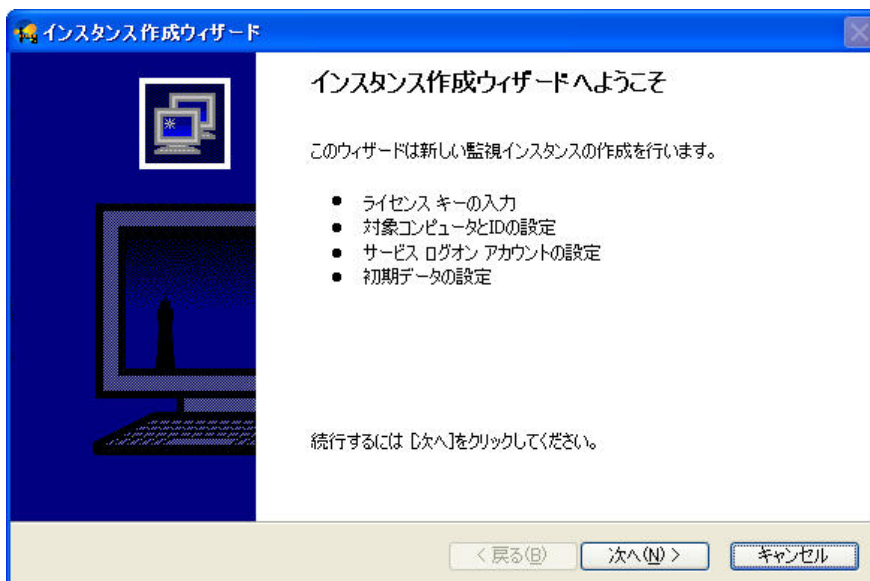 インスタンス作成ウィザード
インスタンス作成ウィザードへようこそ
このウィザードは新しい監視インスタンスの作成を行います。
● ライセンス キーの入力
● 対象コンピュータとIDの設定
● サービス ログオン アカウントの設定
● 初期データの設定
続行するには [次へ]をクリックしてください。
< 戻る(B)
次へ(N) >
キャンセル